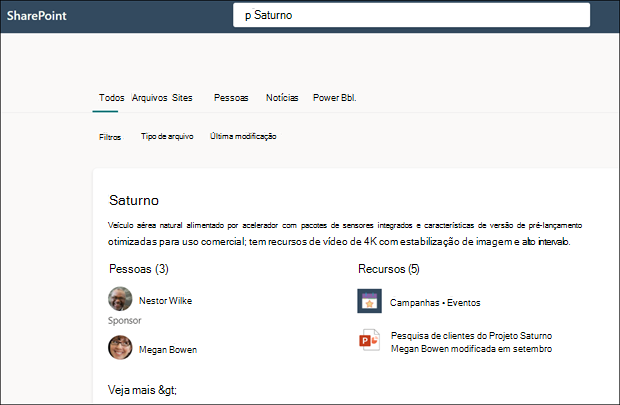 SharePoint
p Saturno
Todos Arquivos Sites Pessoas Notícias Power Bbl.
Filtros Tipo de arquivo Última modificação
Saturno
Veículo aérea natural alimentado por acelerador com pacotes de sensores integrados e características de versão de pré-lançamento
otimizadas para uso comercial; tem recursos de vídeo de 4K com estabilização de imagem e alto intervalo.
Pessoas (3)
Recursos (5)
Nestor Wilke
Sponsor
Megan Bowen
Campanhas • Eventos
Pesquisa de clientes do Projeto Saturno
Megan Bowen modificada em setembro
Veja mais &gt;